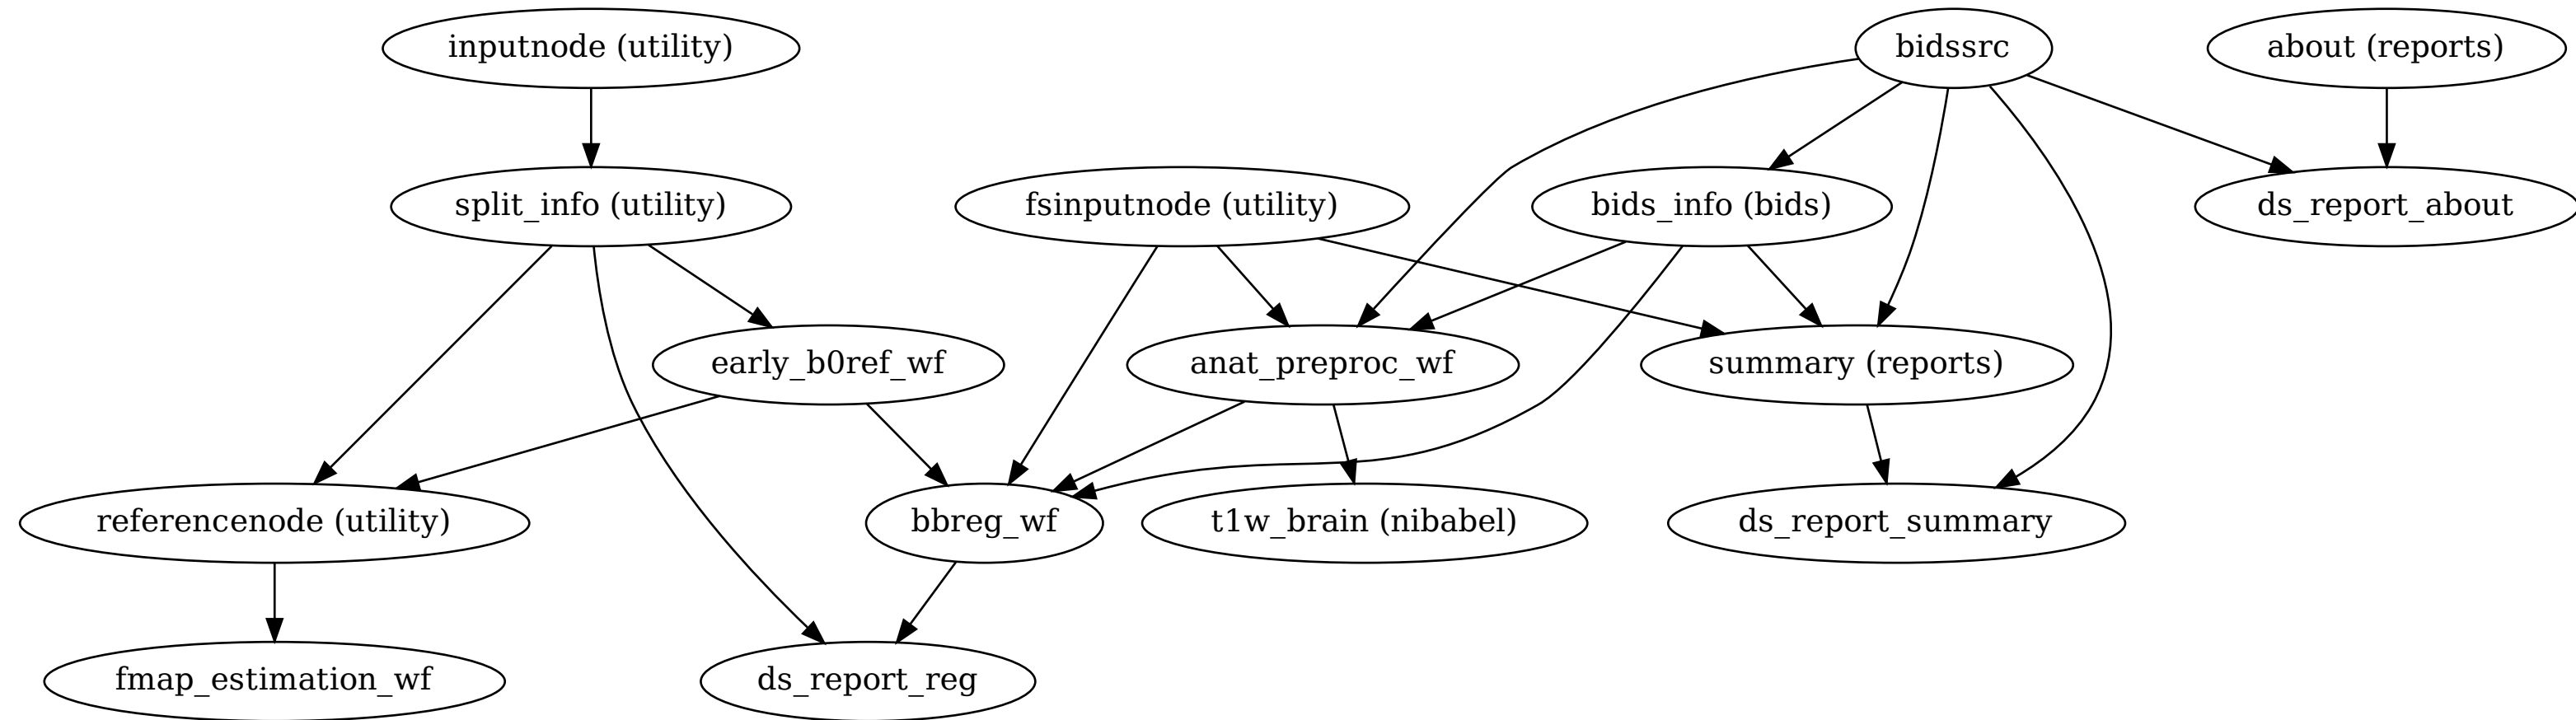 inputnode (utility)
bidssrc
about (reports)
split_info (utility)
fsinputnode (utility)
bids_info (bids)
ds_report_about
early_b0ref_wf
anat_preproc_wf
summary (reports)
referencenode (utility)
bbreg_wf
t1w_brain (nibabel)
ds_report_summary
fmap_estimation_wf
ds_report_reg